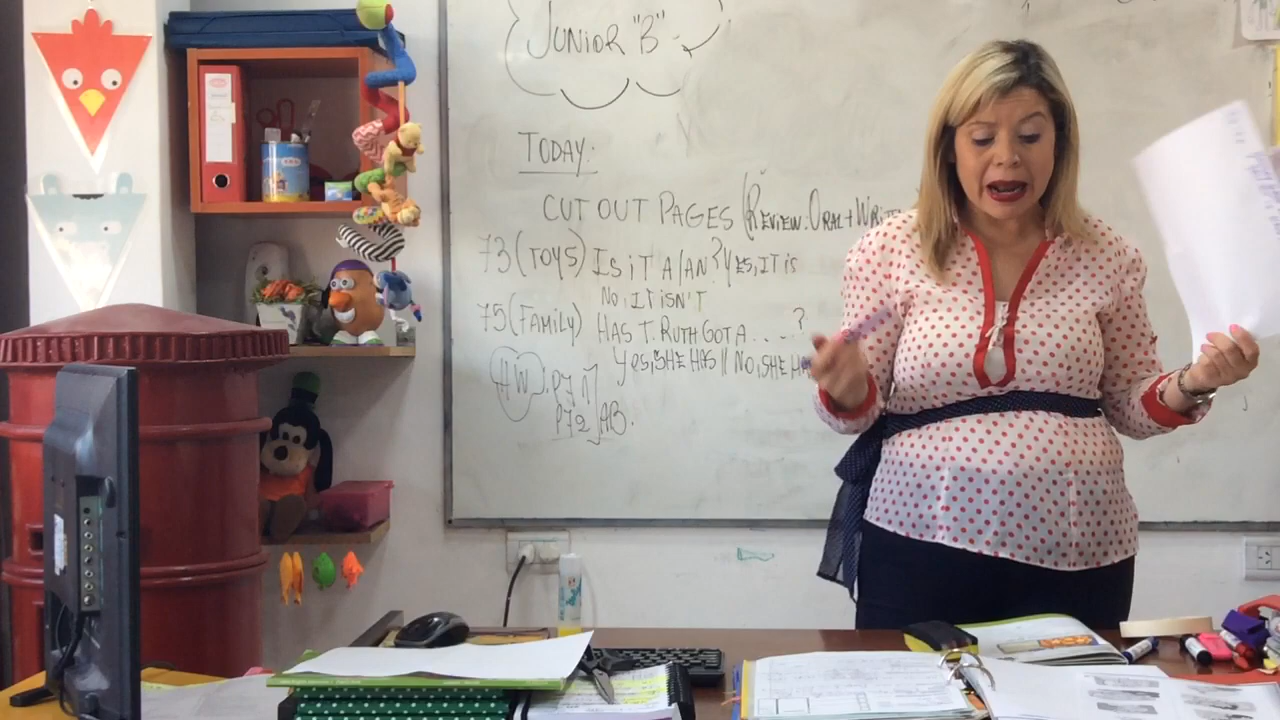 JUNIOR "B"
TODAY:
CUT OUT PAGES (REVIEW. ORAL + WRITE
73 (TOYS) IS IT A/AN? YES, IT IS
NO, IT ISN'T
75 (FAMILY) HAS T. RUTH GOT A .... ?
YES, SHE HAS // NO, SHE
HW P71
P72 AB.